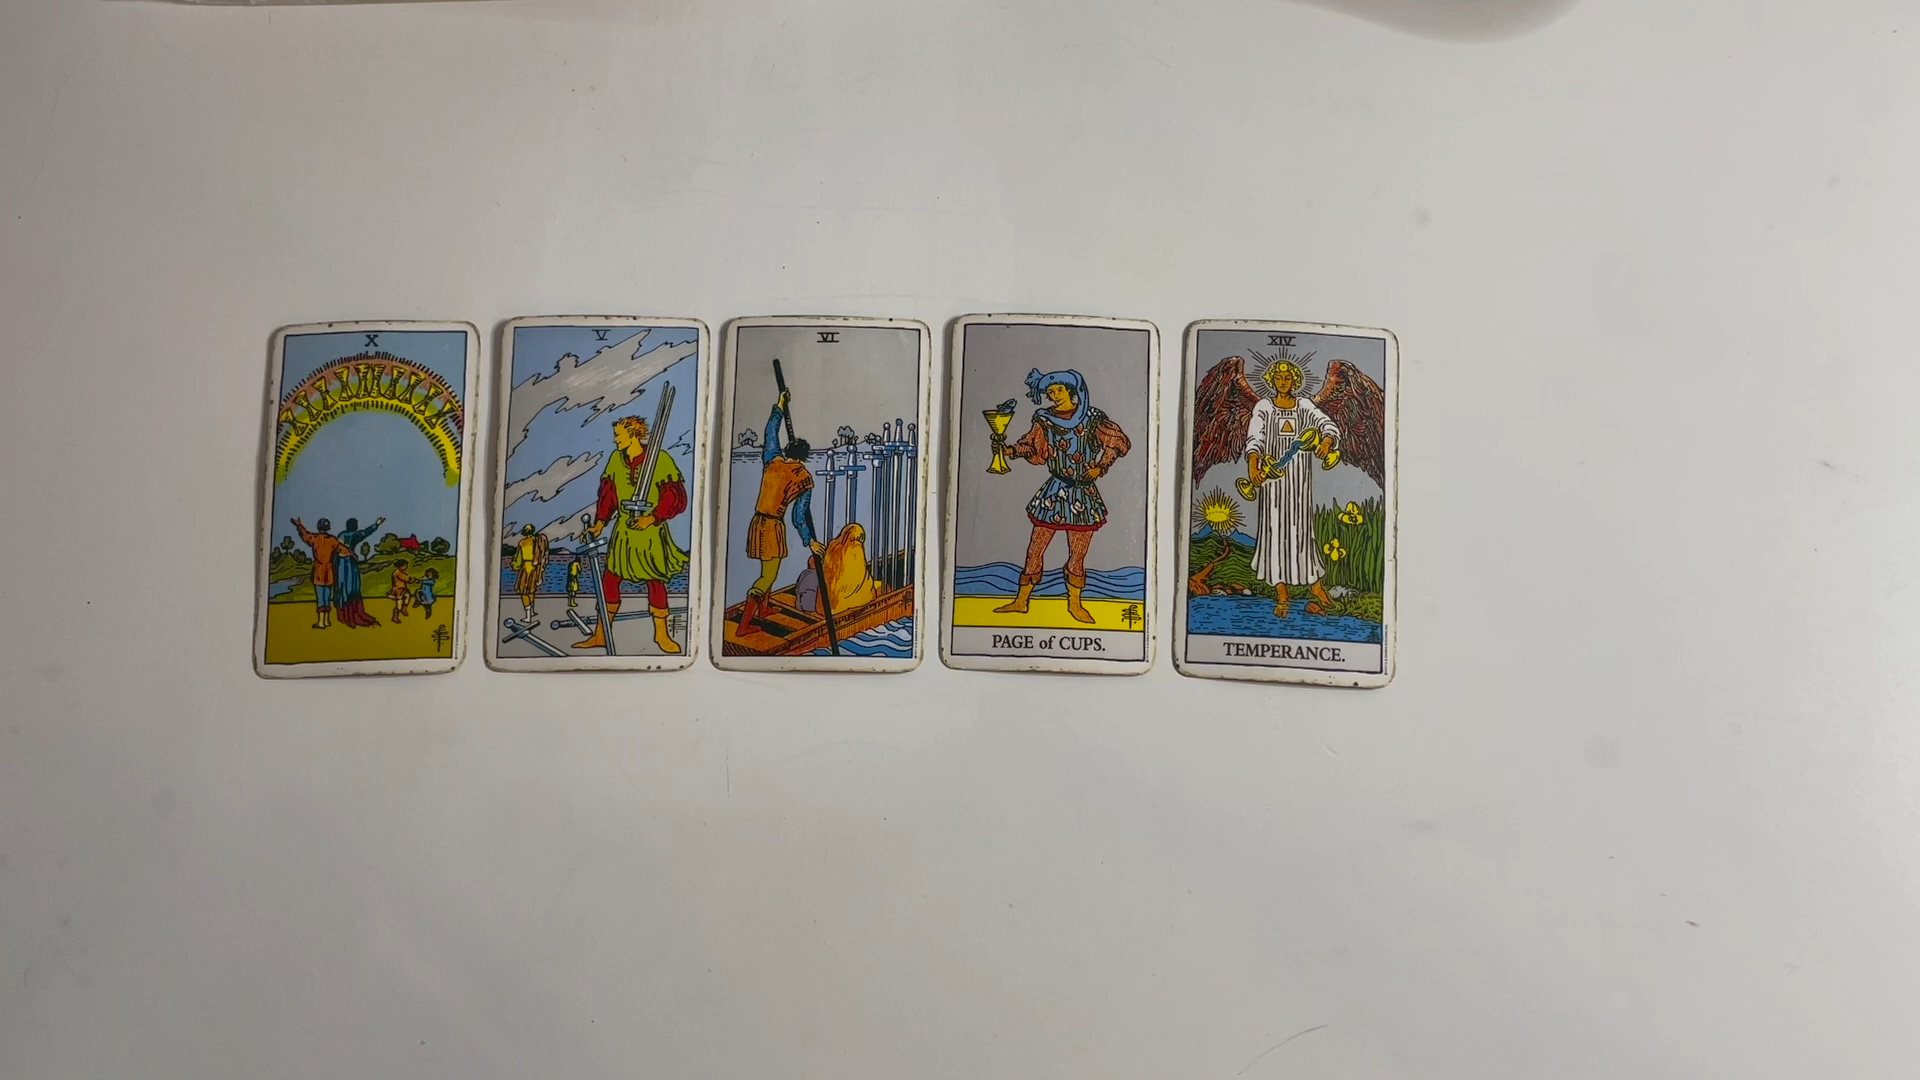 X
V
VI
XIV
PAGE of CUPS.
TEMPERANCE.